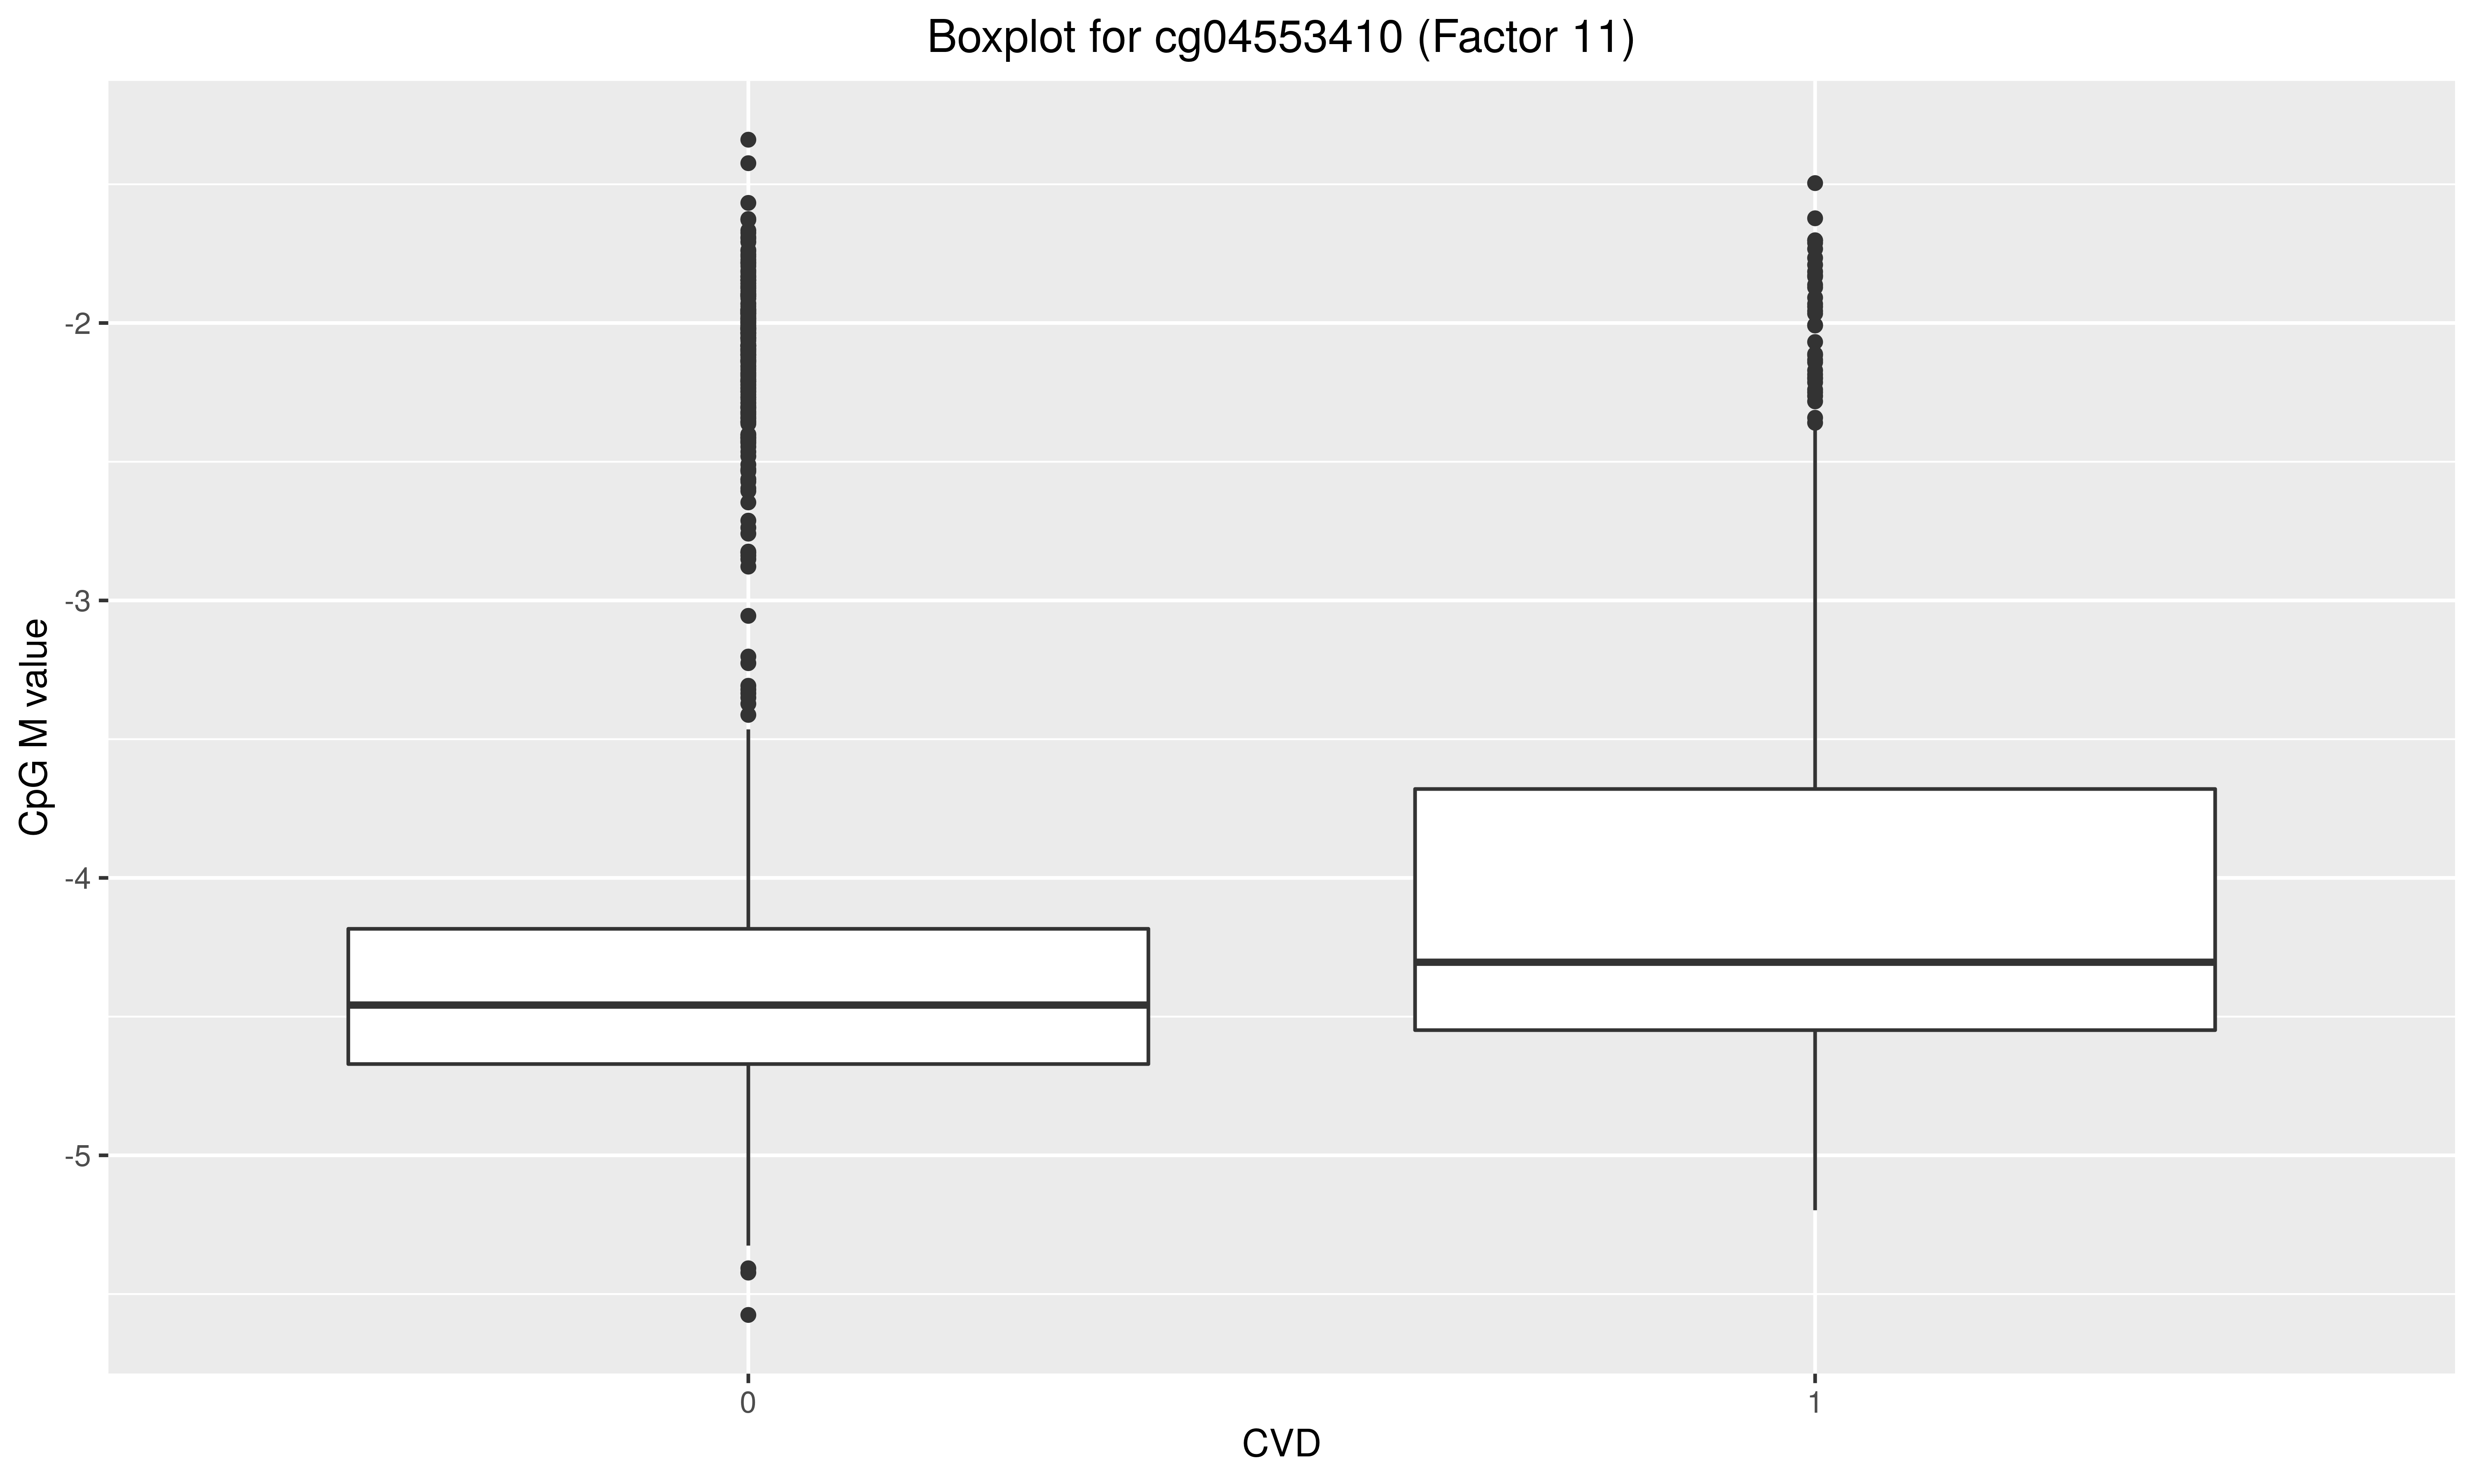 Boxplot for cg04553410 (Factor 11)
CpG M value
-2
-3
-4
-5
0
1
CVD